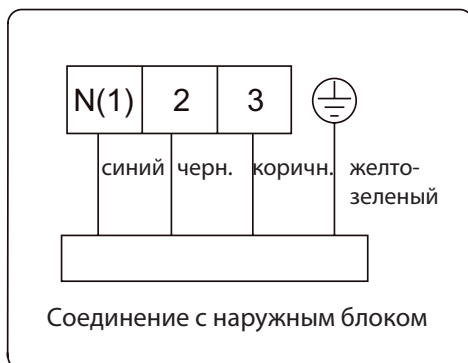 N(1) 2 3
синий черн. коричн. желто-
зеленый
Соединение с наружным блоком